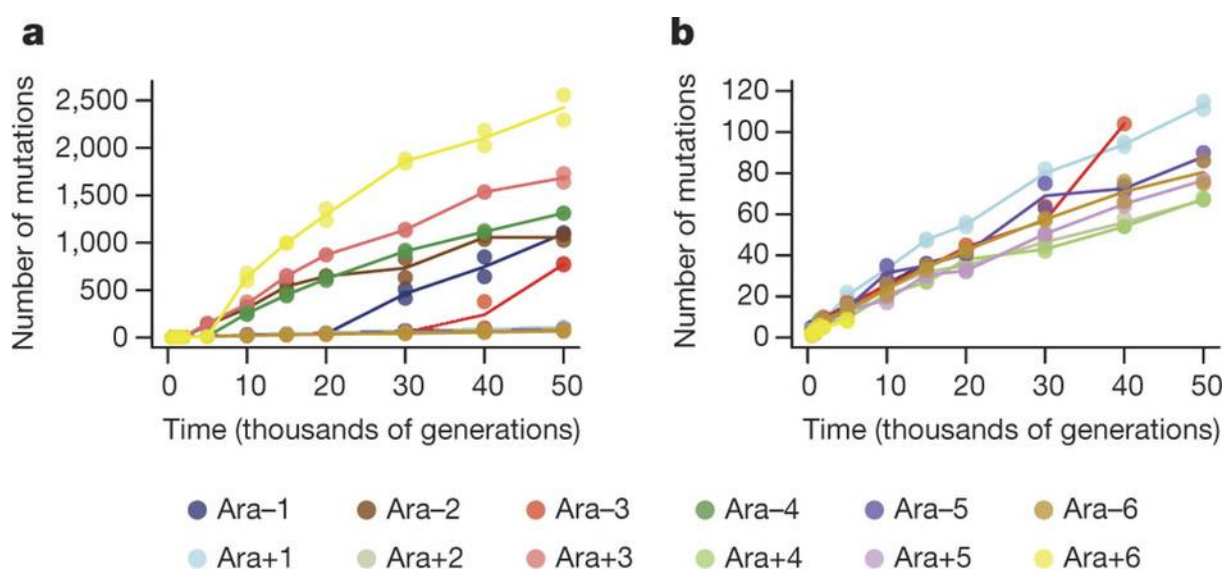 a
Number of mutations
2,500
2,000
1,500
1,000
500
0
0 10 20 30 40 50
Time (thousands of generations)
b
Number of mutations
120
100
80
60
40
20
0
0 10 20 30 40 50
Time (thousands of generations)
Ara–1 Ara–2 Ara–3 Ara–4 Ara–5 Ara–6
Ara+1 Ara+2 Ara+3 Ara+4 Ara+5 Ara+6